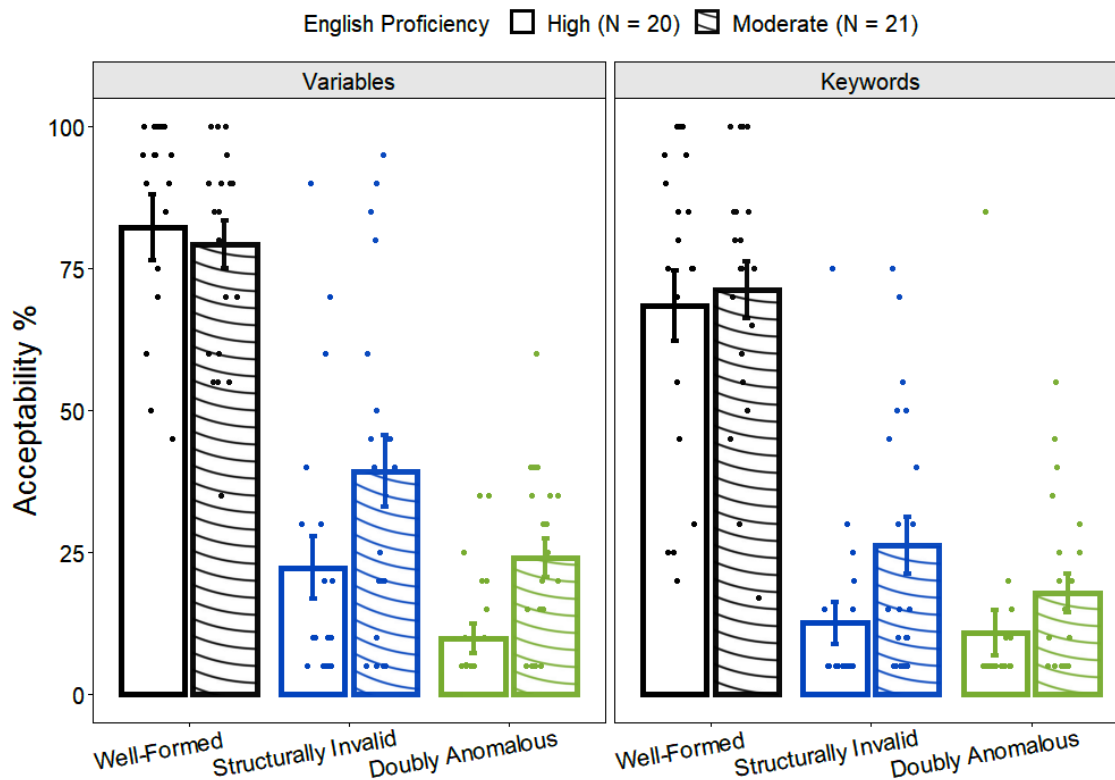 English Proficiency High (N = 20) Moderate (N = 21)
Variables Keywords
Acceptability %
100
75
50
25
0
Well-Formed Structurally Invalid Doubly Anomalous Well-Formed Structurally Invalid Doubly Anomalous